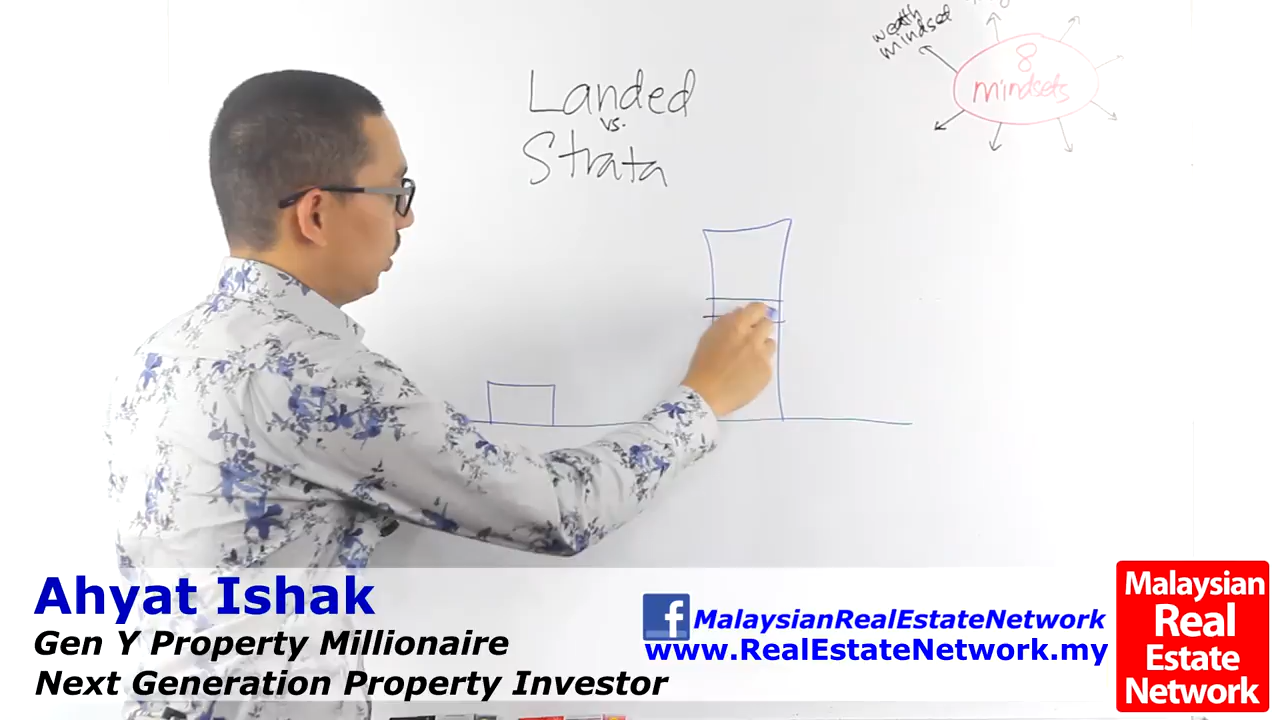 wealth
mindset
8
mindsets
Landed
vs.
Strata
Ahyat Ishak
Gen Y Property Millionaire
Next Generation Property Investor
f MalaysianRealEstateNetwork
www.RealEstateNetwork.my
Malaysian
Real
Estate
Network